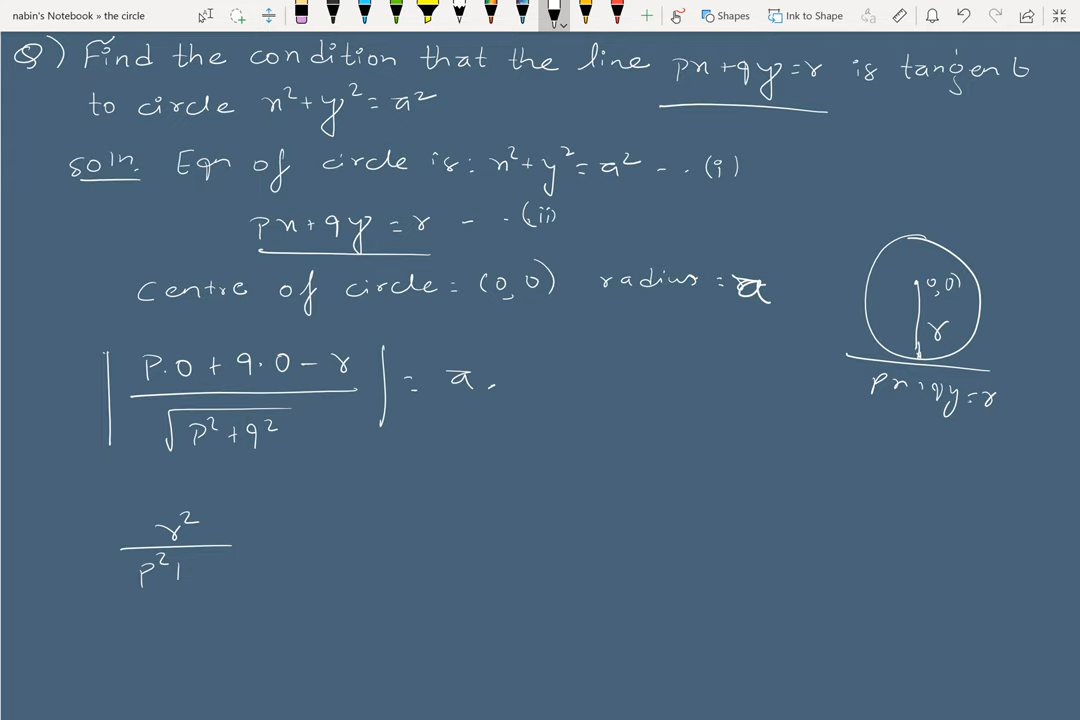 nabin's Notebook » the circle
Shapes
Ink to Shape
Q) Find the condition that the line px+qy=r is tangent
to circle x²+y²=a²
soln. Eqn of circle is: x²+y²=a² - . . (i)
px+qy=r - . . (ii)
Centre of circle = (0,0) radius = a
(0,0)
r
px+qy=r
| (p.0+q.0-r) / √(p²+q²) | = a.
r²
p² |